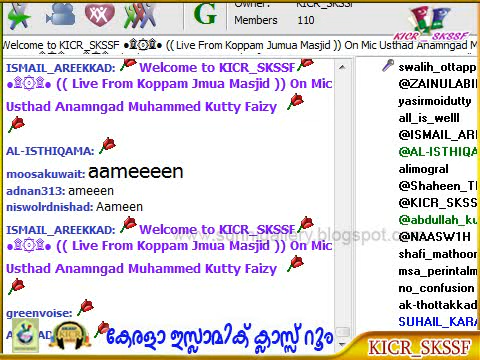 Owner: KICR_SKSSF
Members 110
G
KICR_SKSSF
Welcome to KICR_SKSSF ●۩۞۩● (( Live From Koppam Jumua Masjid )) On Mic Usthad Anamngad M
ISMAIL_AREEKKAD: Welcome to KICR_SKSSF
●۩۞۩● (( Live From Koppam Jmua Masjid )) On Mic
Usthad Anamngad Muhammed Kutty Faizy
AL-ISTHIQAMA:
moosakuwait: aameeeen
adnan313: ameeen
niswolrdnishad: Aameen
ISMAIL_AREEKKAD: Welcome to KICR_SKSSF
●۩۞۩● (( Live From Koppam Jmua Masjid )) On Mic
Usthad Anamngad Muhammed Kutty Faizy
greenvoise:
swalih_ottapp
@ZAINULABI
yasirmoidutty
all_is_welll
@ISMAIL_ARE
@AL-ISTHIQA
alimogral
@Shaheen_T
@KICR_SKSS
@abdullah_ku
@NAASW1H
shafi_mathoor
msa_perintalm
no_confusion
ak-thottakkad
SUHAIL_KARA
കേരളാ ഇസ്ലാമിക് ക്ലാസ്സ് റൂം
KICR_SKSSF